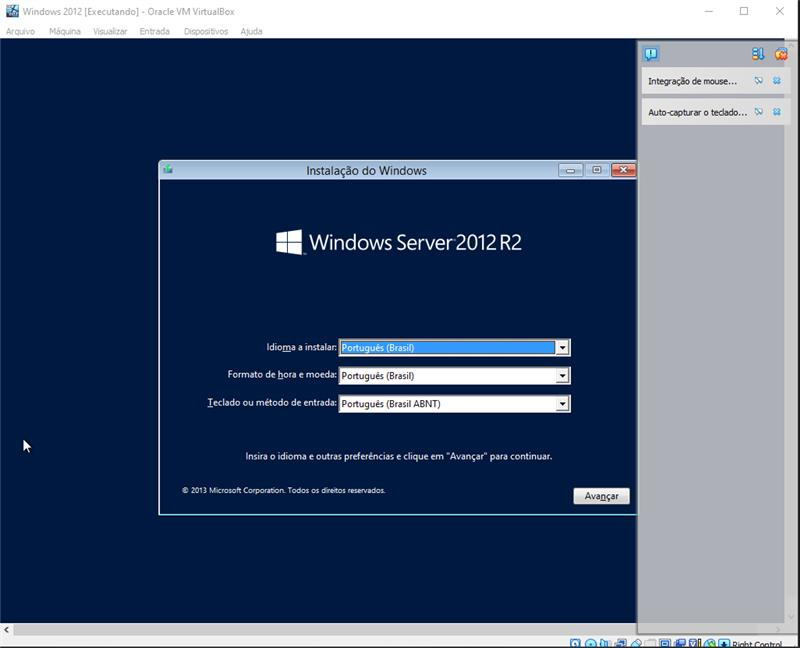 Windows 2012 [Executando] - Oracle VM VirtualBox
Arquivo Máquina Visualizar Entrada Dispositivos Ajuda
Integração de mouse...
Auto-capturar o teclado...
Instalação do Windows
Windows Server 2012 R2
Idioma a instalar: Português (Brasil)
Formato de hora e moeda: Português (Brasil)
Teclado ou método de entrada: Português (Brasil ABNT)
Insira o idioma e outras preferências e clique em "Avançar" para continuar.
© 2013 Microsoft Corporation. Todos os direitos reservados.
Avançar
Right Control